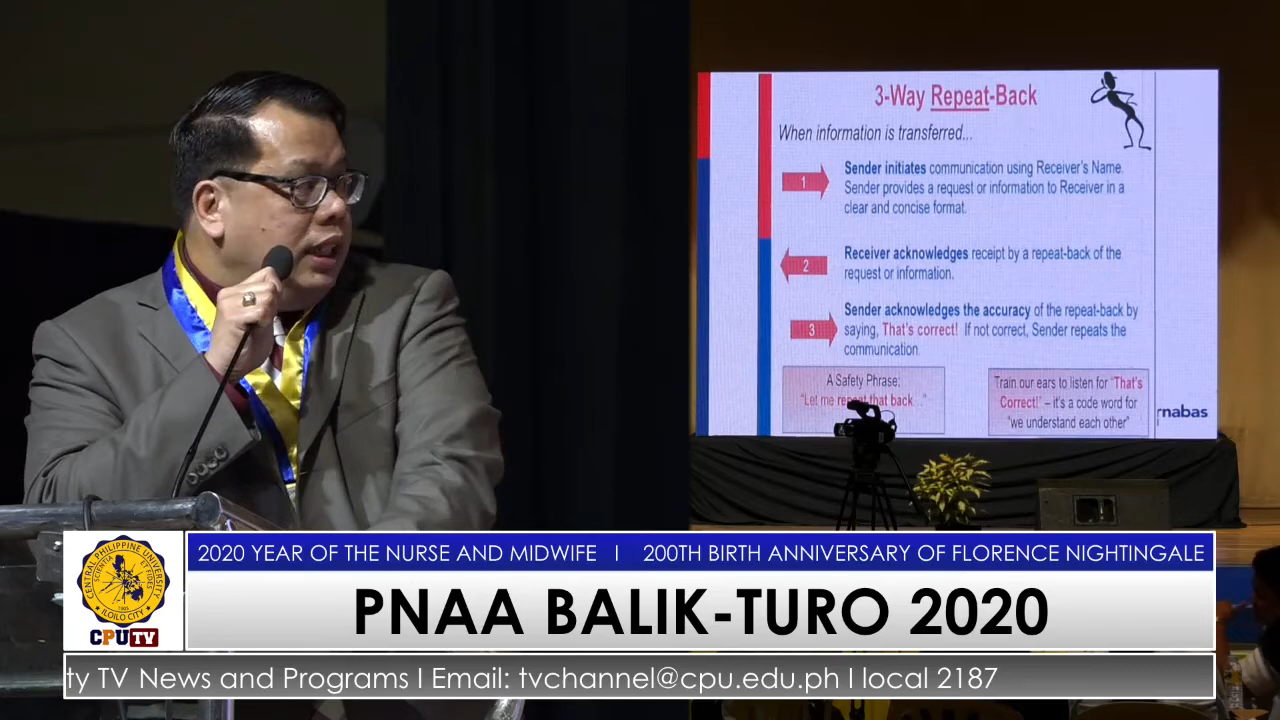 3-Way Repeat-Back
When information is transferred...
1
Sender initiates communication using Receiver's Name.
Sender provides a request or information to Receiver in a
clear and concise format.
2
Receiver acknowledges receipt by a repeat-back of the
request or information.
3
Sender acknowledges the accuracy of the repeat-back by
saying, That's correct! If not correct, Sender repeats the
communication.
A Safety Phrase:
"Let me repeat that back..."
Train our ears to listen for "That's
Correct!" – it's a code word for
"we understand each other"
rnabas
2020 YEAR OF THE NURSE AND MIDWIFE I 200TH BIRTH ANNIVERSARY OF FLORENCE NIGHTINGALE
CENTRAL PHILIPPINE UNIVERSITY
SCIENTIA ET FIDES
1905
ILOILO CITY
CPUTV
PNAA BALIK-TURO 2020
ty TV News and Programs I Email: tvchannel@cpu.edu.ph I local 2187